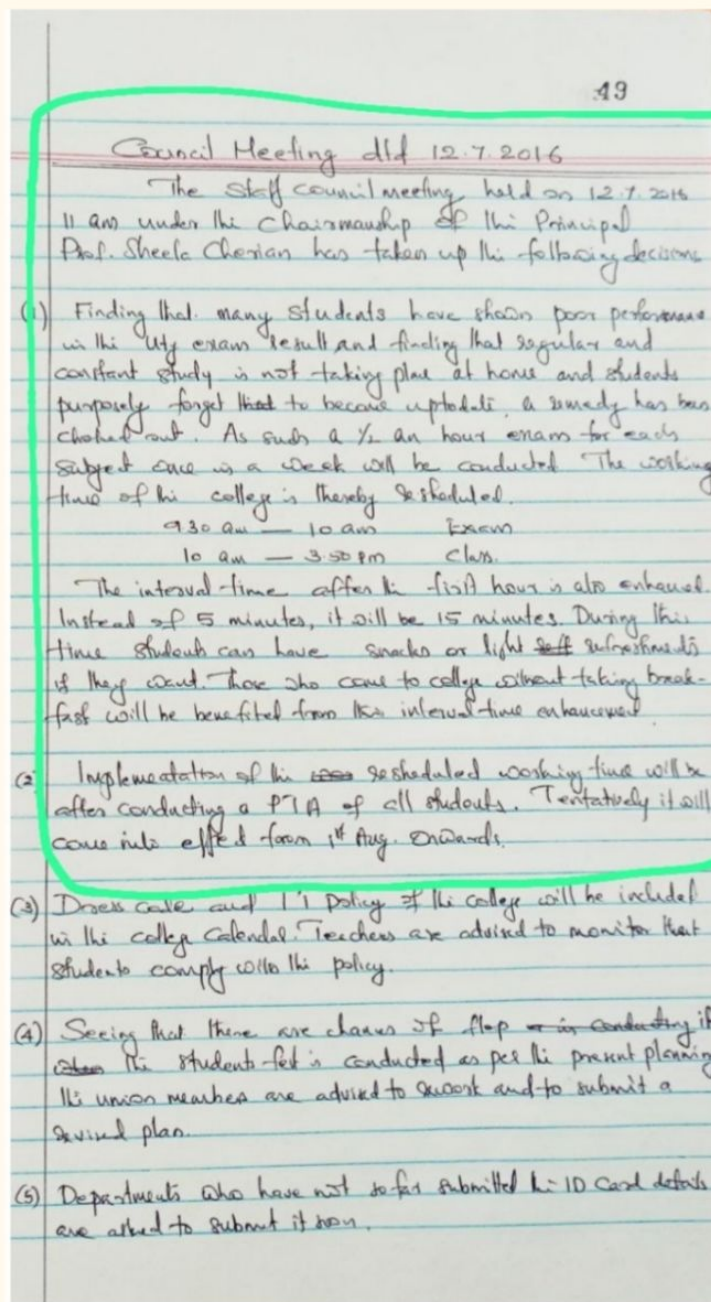 49
Council Meeting dtd 12.7.2016
The Staff council meeting held on 12.7.2016
11 am under the Chairmanship of the Principal
Prof. Sheela Cherian has taken up the following decisions
(1) Finding that many students have shown poor performance
in the Uty exam result and finding that regular and
constant study is not taking place at home and students
purposely forget to become uptodate, a remedy has been
chalked out. As such a ½ an hour exam for each
subject once in a week will be conducted The working
time of the college is thereby resheduled.
9 30 am — 10 am Exam
10 am — 3.50 pm Class.
The interval time after the first hour is also enhanced.
Instead of 5 minutes, it will be 15 minutes. During this
time students can have snacks or light refreshments
if they want. Those who come to college without taking break-
fast will be benefited from this interval time enhancement
(2) Implementation of the resheduled working time will be
after conducting a PTA of all students. Tentatively it will
come into effect from 1st Aug. onwards.
(3) Dress code and policy of the college will be included
in the college Calendar. Teachers are advised to monitor that
students comply with the policy.
(4) Seeing that there are chances of flop if
the students fest is conducted as per the present planning
the union members are advised to rework and to submit a
revised plan.
(5) Departments who have not so far submitted the ID Card details
are asked to submit it soon.